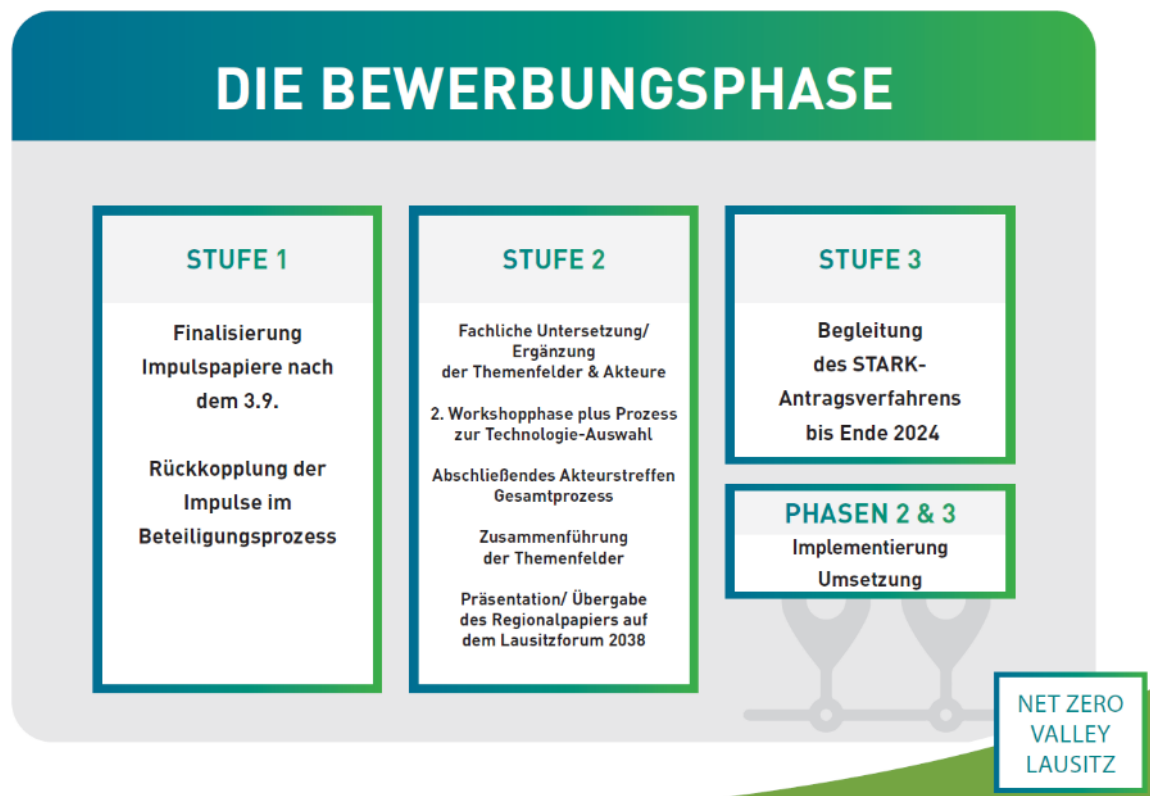 DIE BEWERBUNGSPHASE
STUFE 1
Finalisierung
Impulspapiere nach
dem 3.9.
Rückkopplung der
Impulse im
Beteiligungsprozess
STUFE 2
Fachliche Untersetzung/
Ergänzung
der Themenfelder & Akteure
2. Workshopphase plus Prozess
zur Technologie-Auswahl
Abschließendes Akteurstreffen
Gesamtprozess
Zusammenführung
der Themenfelder
Präsentation/ Übergabe
des Regionalpapiers auf
dem Lausitzforum 2038
STUFE 3
Begleitung
des STARK-
Antragsverfahrens
bis Ende 2024
PHASEN 2 & 3
Implementierung
Umsetzung
NET ZERO
VALLEY
LAUSITZ